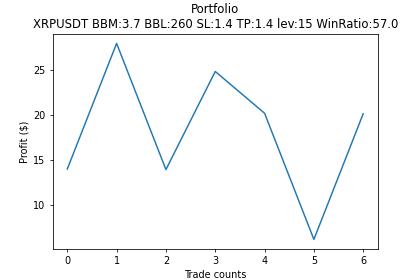 Portfolio
XRPUSDT BBM:3.7 BBL:260 SL:1.4 TP:1.4 lev:15 WinRatio:57.0
Profit ($)
25
20
15
10
0 1 2 3 4 5 6
Trade counts